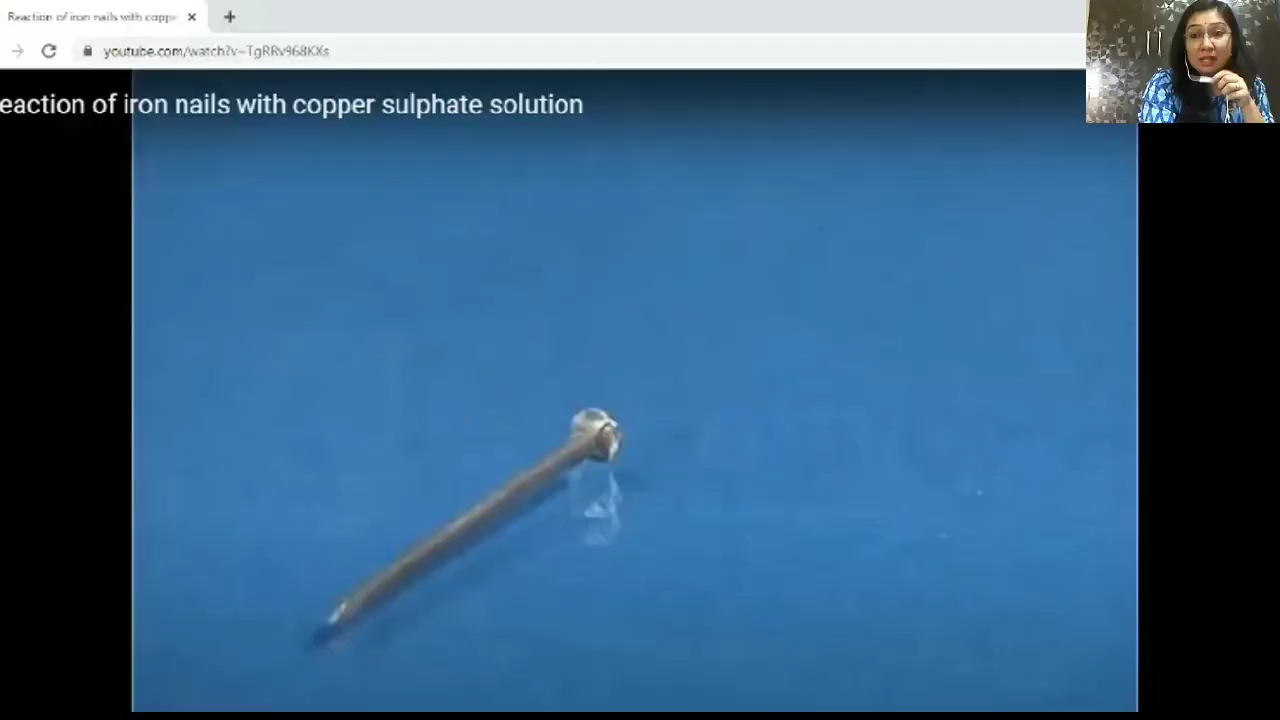 Reaction of iron nails with coppe
youtube.com/watch?v=TgRRv968KXs
eaction of iron nails with copper sulphate solution